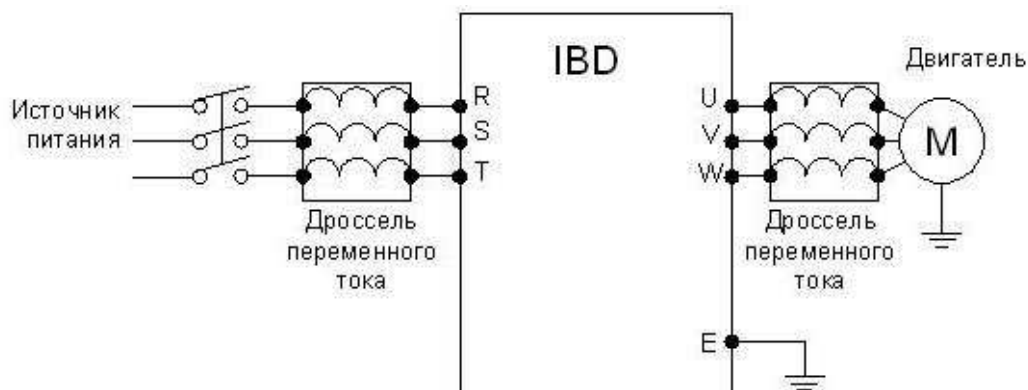 IBD
Двигатель
Источник
питания
R
S
T
U
V
W
M
Дроссель
переменного
тока
Дроссель
переменного
тока
E